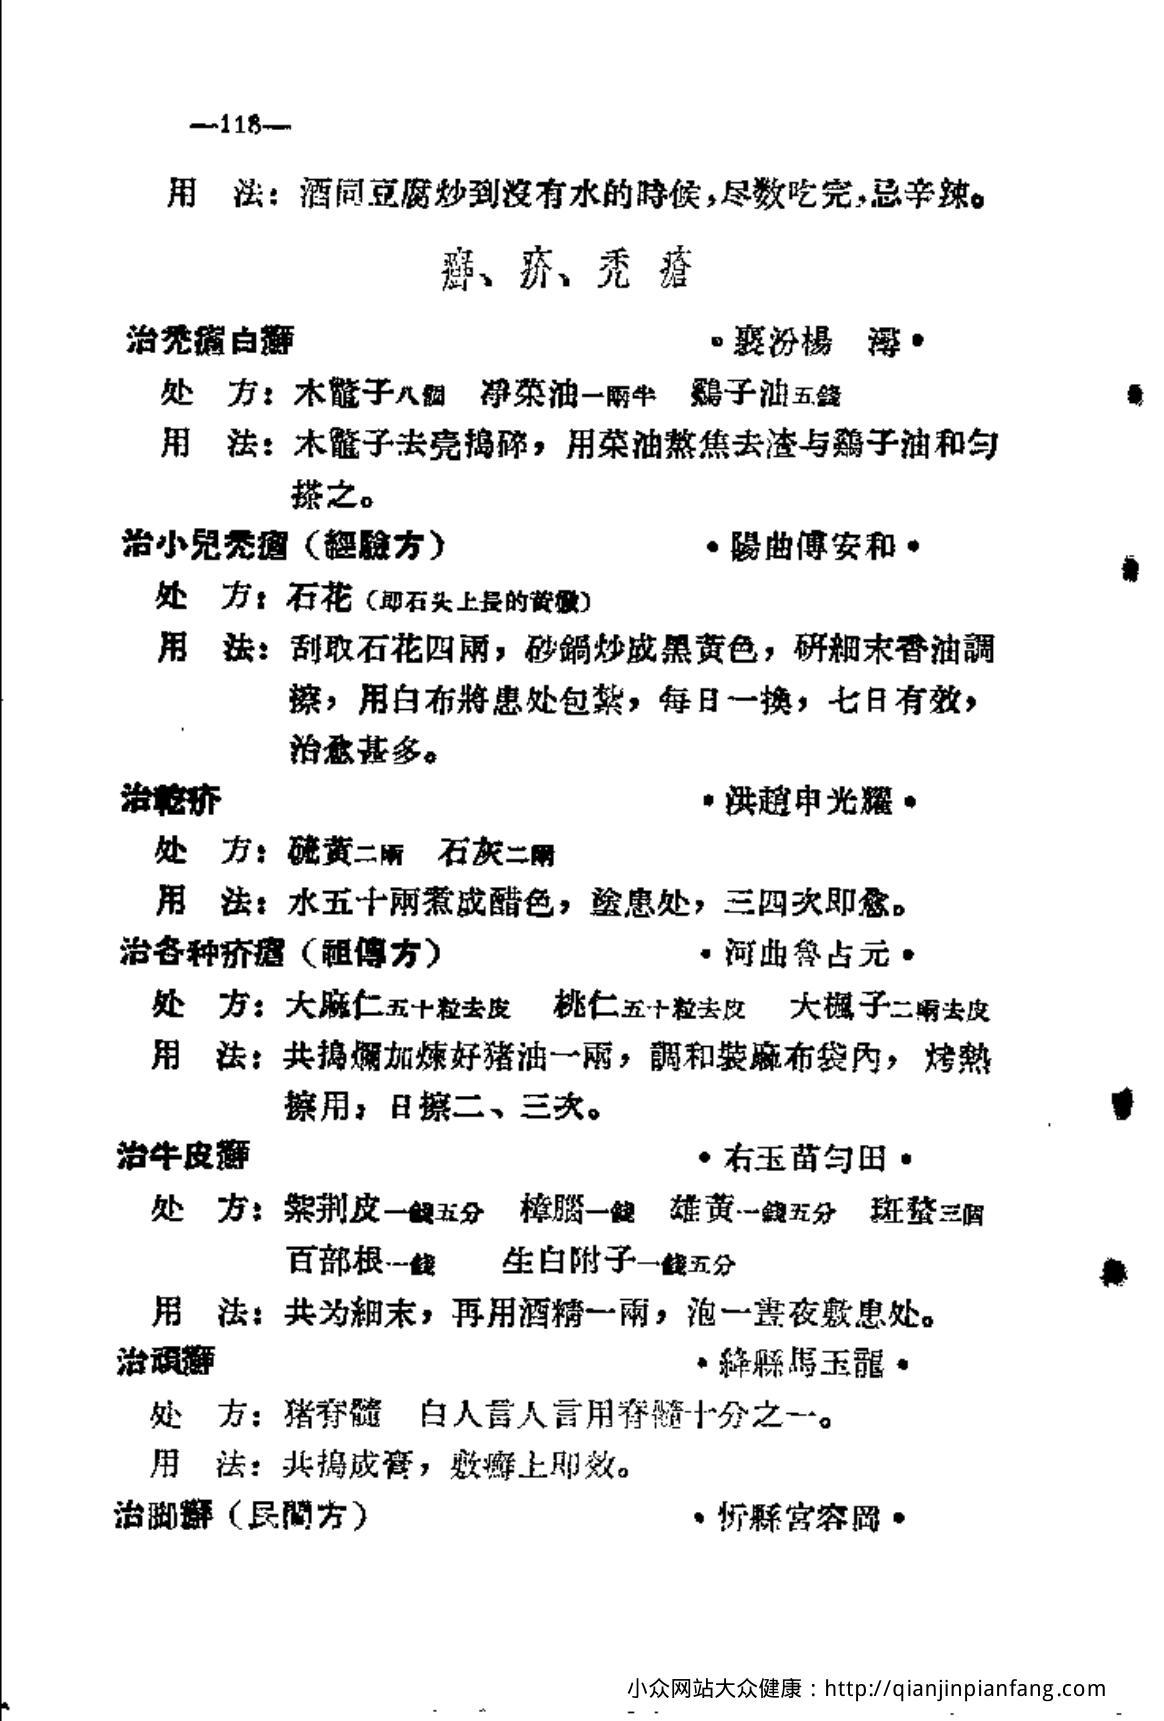 —118—
用　法：酒同豆腐炒到沒有水的時候，尽数吃完，忌辛辣。
癬、疥、禿瘡
治禿瘡白癬　•襄汾楊　澪•
处　方：木鼈子八個　凈菜油一兩半　鷄子油五錢
用　法：木鼈子去亮搗碎，用菜油熬焦去渣与鷄子油和匀
搽之。
治小兒禿瘡（經驗方）　•陽曲傅安和•
处　方：石花（即石头上長的黄黴）
用　法：刮取石花四兩，砂鍋炒成黑黄色，研細末香油調
擦，用白布將患处包紮，每日一換，七日有效，
治愈甚多。
治乾疥　•洪趙申光耀•
处　方：硫黄二兩　石灰二兩
用　法：水五十兩煮成醋色，塗患处，三四次即愈。
治各种疥瘡（祖傳方）　•河曲魯占元•
处　方：大麻仁五十粒去皮　桃仁五十粒去皮　大楓子二兩去皮
用　法：共搗爛加煉好猪油一兩，調和裝麻布袋內，烤熱
擦用，日擦二、三次。
治牛皮癬　•右玉苗匀田•
处　方：紫荆皮一錢五分　樟腦一錢　雄黄一錢五分　斑蝥三個
百部根一錢　生白附子一錢五分
用　法：共为細末，再用酒精一兩，泡一晝夜敷患处。
治頑癬　•絳縣馬玉龍•
处　方：猪脊髓　白人言人言用脊髓十分之一。
用　法：共搗成膏，敷癬上即效。
治脚癬（民間方）　•忻縣宮容岡•
小众网站大众健康：http://qianjinpianfang.com